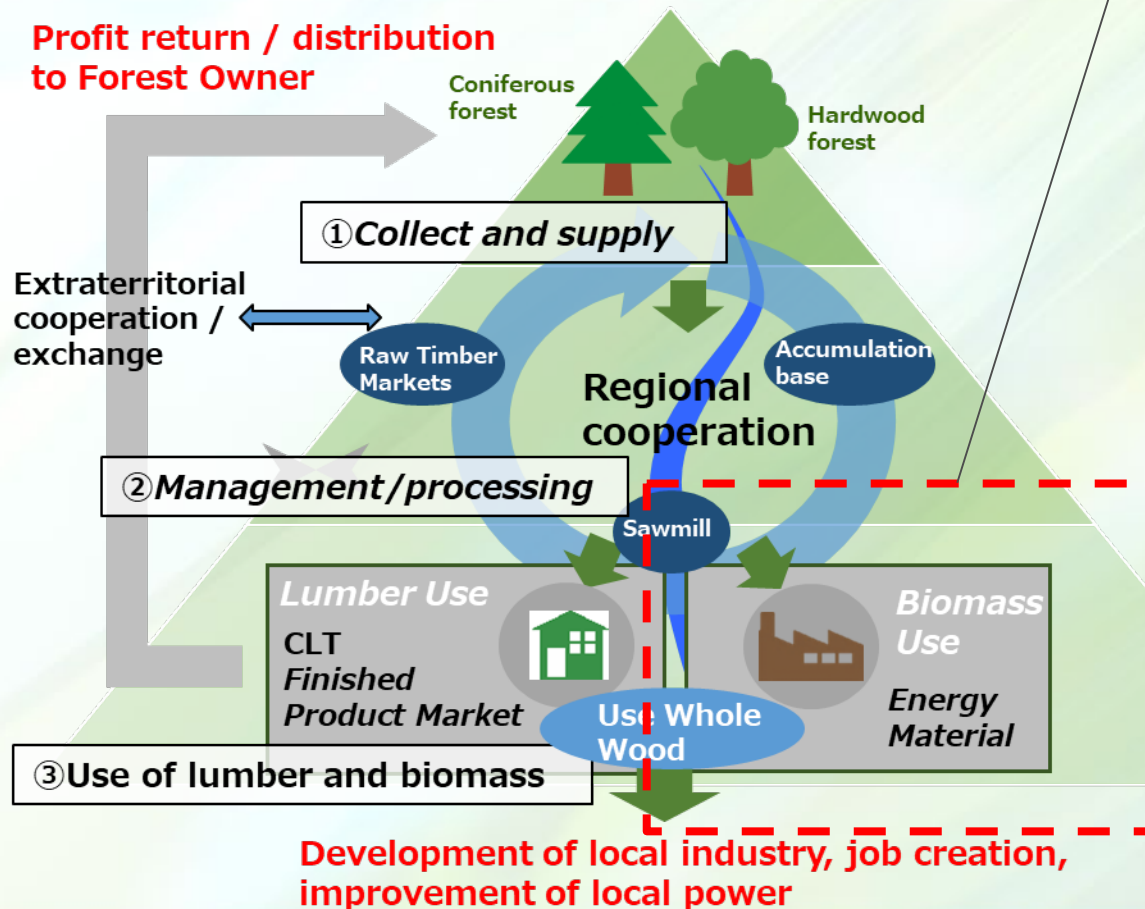 Profit return / distribution
to Forest Owner
Coniferous
forest
Hardwood
forest
①Collect and supply
Extraterritorial
cooperation /
exchange
Raw Timber
Markets
Accumulation
base
Regional
cooperation
②Management/processing
Sawmill
Lumber Use
CLT
Finished
Product Market
Biomass
Use
Energy
Material
Use Whole
Wood
③Use of lumber and biomass
Development of local industry, job creation,
improvement of local power